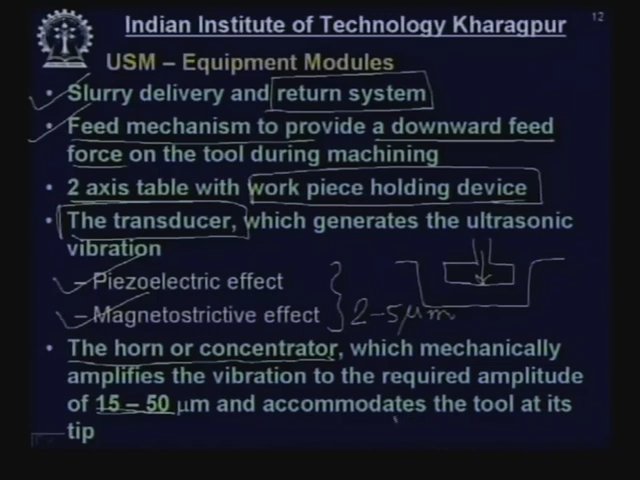 Indian Institute of Technology Kharagpur
12
USM – Equipment Modules
• Slurry delivery and return system
• Feed mechanism to provide a downward feed
force on the tool during machining
• 2 axis table with work piece holding device
• The transducer, which generates the ultrasonic
vibration
– Piezoelectric effect
– Magnetostrictive effect
2-5 μm
• The horn or concentrator, which mechanically
amplifies the vibration to the required amplitude
of 15 – 50 μm and accommodates the tool at its
tip